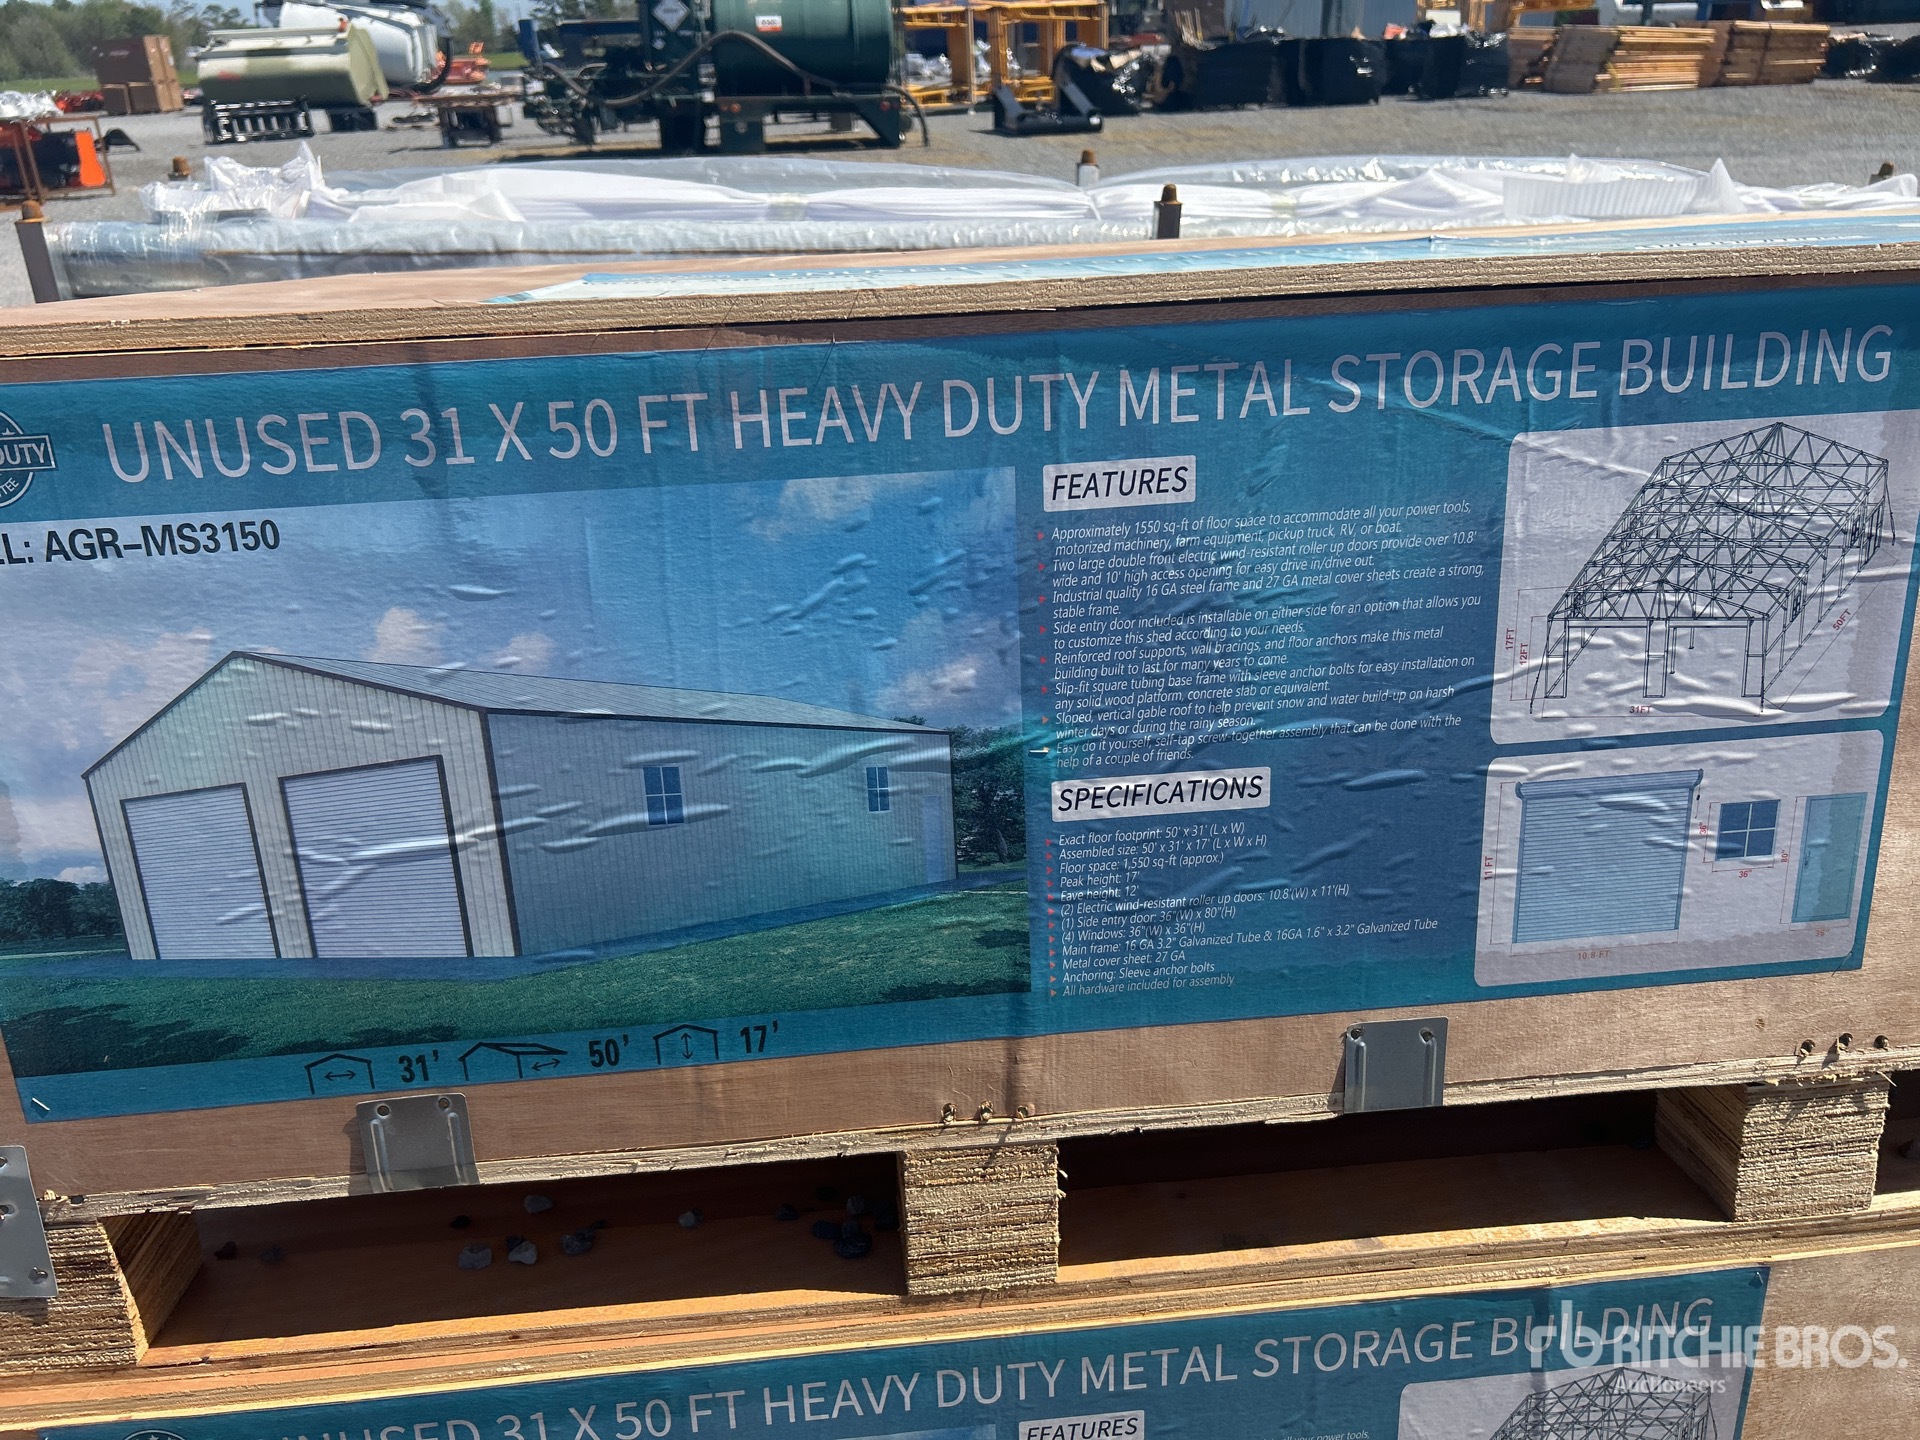 UNUSED 31 X 50 FT HEAVY DUTY METAL STORAGE BUILDING
DUTY
L: AGR-MS3150
FEATURES
Approximately 1550 sq-ft of floor space to accommodate all your power tools,
motorized machinery, farm equipment, pickup truck, RV, or boat.
Two large double front electric wind-resistant roller up doors provide over 10.8'
wide and 10' high access opening for easy drive in/drive out.
Industrial quality 16 GA steel frame and 27 GA metal cover sheets create a strong,
stable frame.
Side entry door included is installable on either side for an option that allows you
to customize this shed according to your needs.
Reinforced roof supports, wall bracings, and floor anchors make this metal
building built to last for many years to come.
Slip-fit square tubing base frame with sleeve anchor bolts for easy installation on
any solid wood platform, concrete slab or equivalent.
Sloped, vertical gable roof to help prevent snow and water build-up on harsh
winter days or during the rainy season.
Easy do it yourself, self-tap screw-together assembly that can be done with the
help of a couple of friends.
SPECIFICATIONS
Exact floor footprint: 50' x 31' (L x W)
Assembled size: 50' x 31' x 17' (L x W x H)
Floor space: 1,550 sq-ft (approx.)
Peak height: 17'
Eave height: 12'
(2) Electric wind-resistant roller up doors: 10.8'(W) x 11'(H)
(1) Side entry door: 36"(W) x 80"(H)
(4) Windows: 36"(W) x 36"(H)
Main frame: 16 GA 3.2" Galvanized Tube & 16GA 1.6" x 3.2" Galvanized Tube
Metal cover sheet: 27 GA
Anchoring: Sleeve anchor bolts
All hardware included for assembly
17FT
12FT
31FT
50FT
11 FT
10.8 FT
36"
36"
80"
36"
31'
50'
17'
UNUSED 31 X 50 FT HEAVY DUTY METAL STORAGE BUILDING
FEATURES
all your power tools,
RITCHIE BROS.
Auctioneers